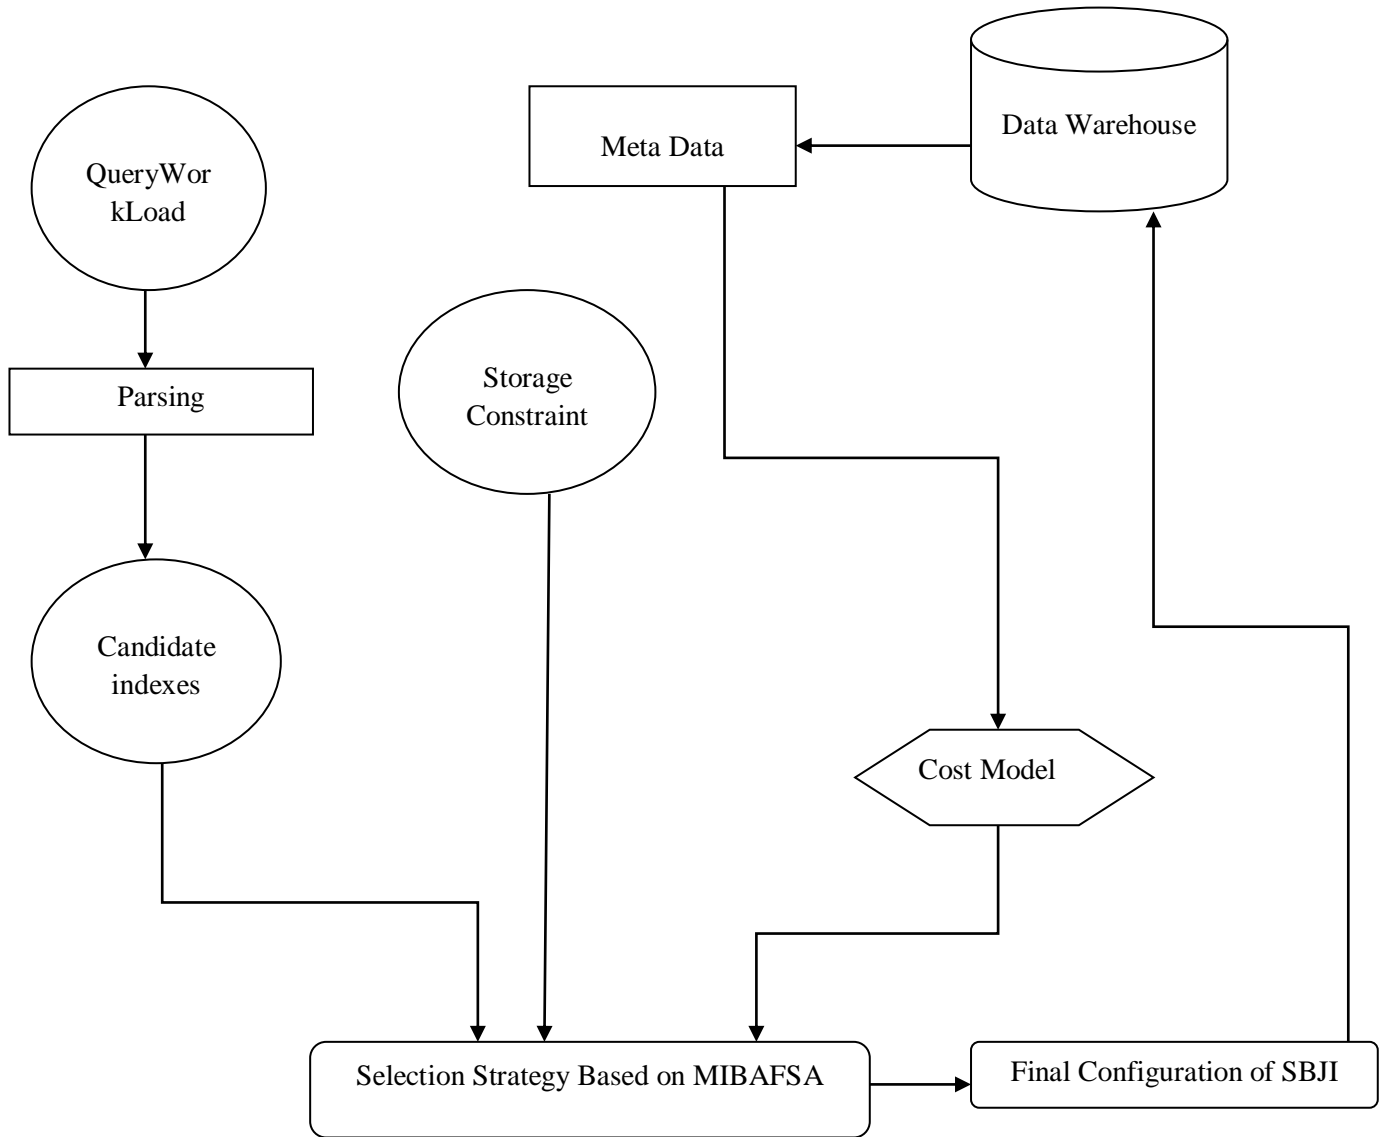 Data Warehouse
Meta Data
QueryWor
kLoad
Storage
Constraint
Parsing
Candidate
indexes
Cost Model
Selection Strategy Based on MIBAFSA
Final Configuration of SBJI